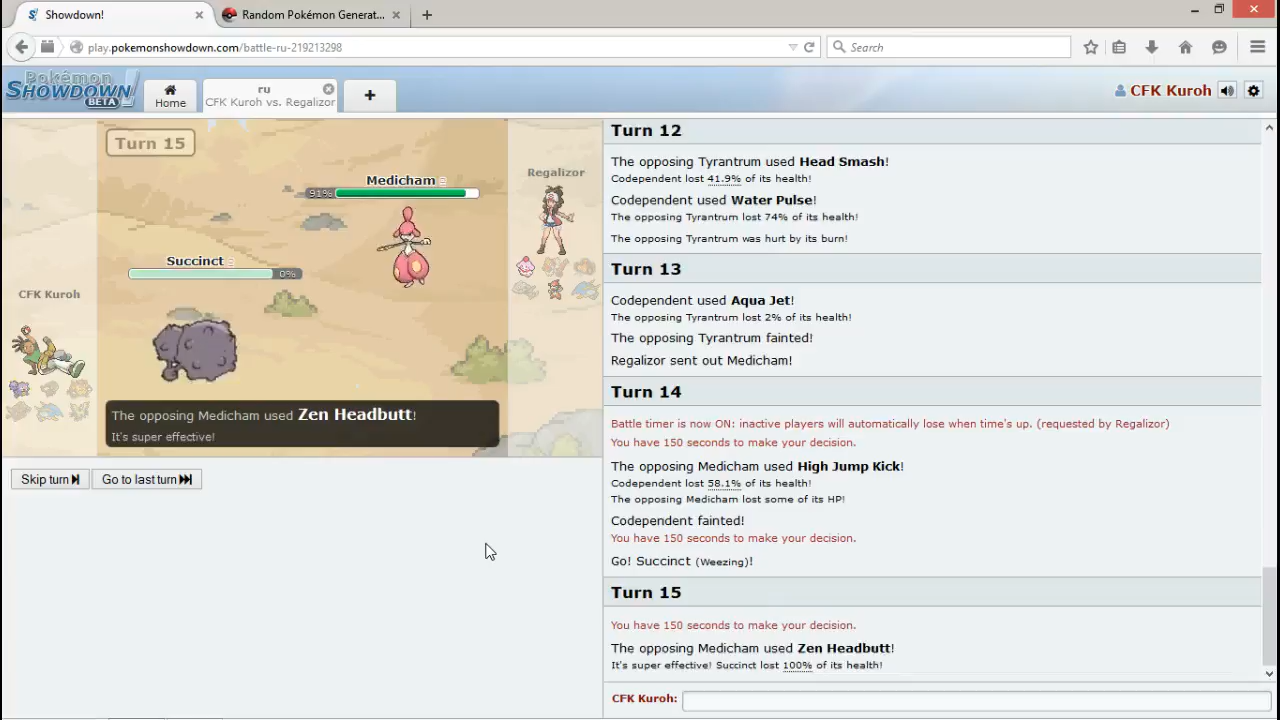 Showdown!
Random Pokémon Generat...
play.pokemonshowdown.com/battle-ru-219213298
Search
Pokémon
SHOWDOWN
BETA
Home
ru
CFK Kuroh vs. Regalizor
CFK Kuroh
Turn 15
Medicham
91%
Succinct
0%
CFK Kuroh
Regalizor
The opposing Medicham used Zen Headbutt!
It's super effective!
Skip turn
Go to last turn
Turn 12
The opposing Tyrantrum used Head Smash!
Codependent lost 41.9% of its health!
Codependent used Water Pulse!
The opposing Tyrantrum lost 74% of its health!
The opposing Tyrantrum was hurt by its burn!
Turn 13
Codependent used Aqua Jet!
The opposing Tyrantrum lost 2% of its health!
The opposing Tyrantrum fainted!
Regalizor sent out Medicham!
Turn 14
Battle timer is now ON: inactive players will automatically lose when time's up. (requested by Regalizor)
You have 150 seconds to make your decision.
The opposing Medicham used High Jump Kick!
Codependent lost 58.1% of its health!
The opposing Medicham lost some of its HP!
Codependent fainted!
You have 150 seconds to make your decision.
Go! Succinct (Weezing)!
Turn 15
You have 150 seconds to make your decision.
The opposing Medicham used Zen Headbutt!
It's super effective! Succinct lost 100% of its health!
CFK Kuroh: